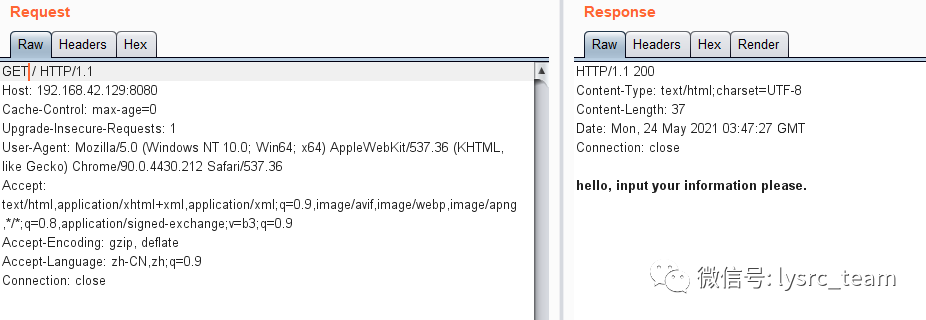 Request
Raw Headers Hex
GET / HTTP/1.1
Host: 192.168.42.129:8080
Cache-Control: max-age=0
Upgrade-Insecure-Requests: 1
User-Agent: Mozilla/5.0 (Windows NT 10.0; Win64; x64) AppleWebKit/537.36 (KHTML,
like Gecko) Chrome/90.0.4430.212 Safari/537.36
Accept:
text/html,application/xhtml+xml,application/xml;q=0.9,image/avif,image/webp,image/apng
,*/*;q=0.8,application/signed-exchange;v=b3;q=0.9
Accept-Encoding: gzip, deflate
Accept-Language: zh-CN,zh;q=0.9
Connection: close
Response
Raw Headers Hex Render
HTTP/1.1 200
Content-Type: text/html;charset=UTF-8
Content-Length: 37
Date: Mon, 24 May 2021 03:47:27 GMT
Connection: close
hello, input your information please.
微信号: lysrc_team